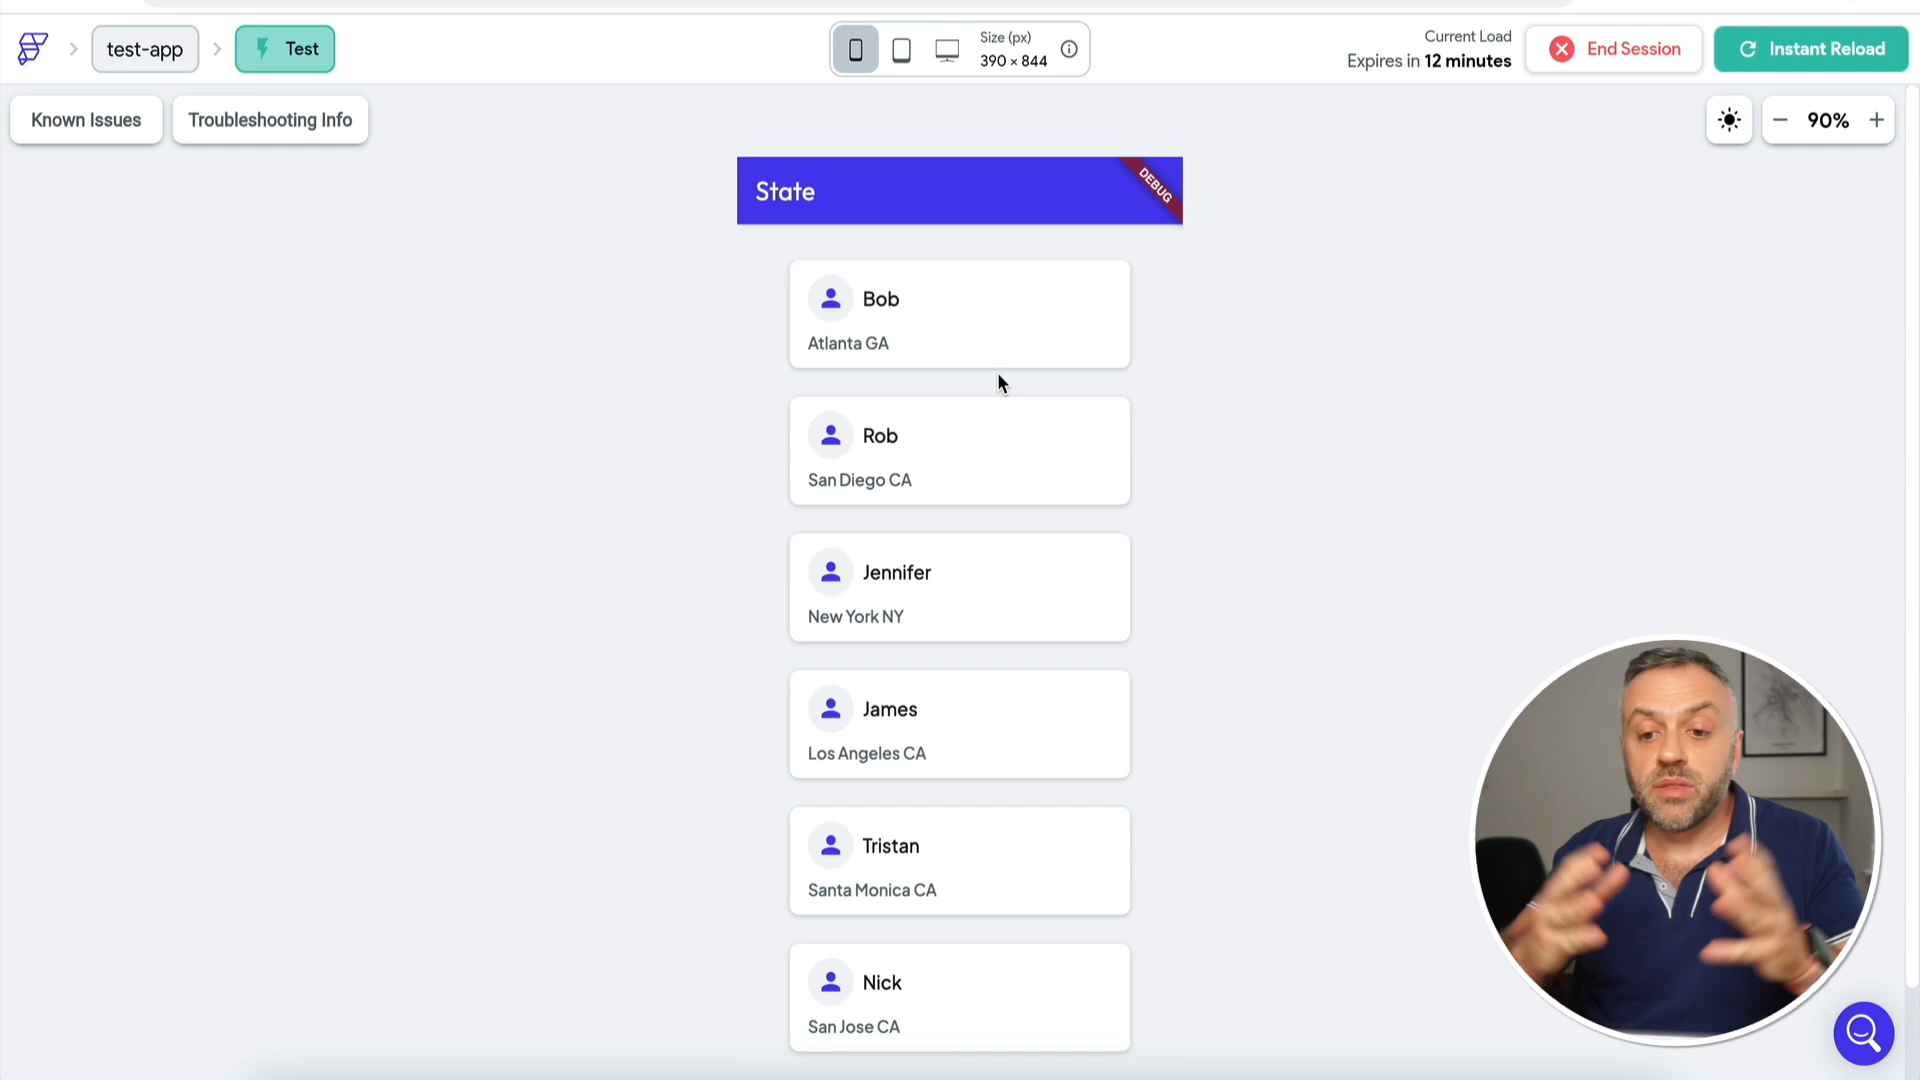 test-app
Test
Size (px)
390 × 844
Current Load
Expires in 12 minutes
End Session
Instant Reload
Known Issues
Troubleshooting Info
90%
State
DEBUG
Bob
Atlanta GA
Rob
San Diego CA
Jennifer
New York NY
James
Los Angeles CA
Tristan
Santa Monica CA
Nick
San Jose CA